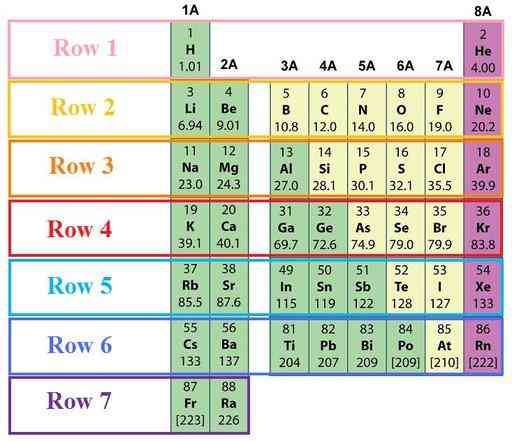 1A 8A
Row 1 1 2
H He
1.01 4.00
2A 3A 4A 5A 6A 7A
Row 2 3 4 5 6 7 8 9 10
Li Be B C N O F Ne
6.94 9.01 10.8 12.0 14.0 16.0 19.0 20.2
Row 3 11 12 13 14 15 16 17 18
Na Mg Al Si P S Cl Ar
23.0 24.3 27.0 28.1 30.1 32.1 35.5 39.9
Row 4 19 20 31 32 33 34 35 36
K Ca Ga Ge As Se Br Kr
39.1 40.1 69.7 72.6 74.9 79.0 79.9 83.8
Row 5 37 38 49 50 51 52 53 54
Rb Sr In Sn Sb Te I Xe
85.5 87.6 115 119 122 128 127 133
Row 6 55 56 81 82 83 84 85 86
Cs Ba Ti Pb Bi Po At Rn
133 137 204 207 209 [209] [210] [222]
Row 7 87 88
Fr Ra
[223] 226